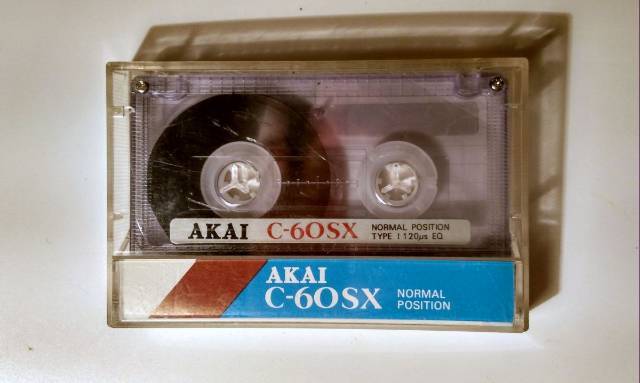 AKAI C-60SX NORMAL POSITION
TYPE I 120µs EQ
AKAI
C-60SX NORMAL
POSITION